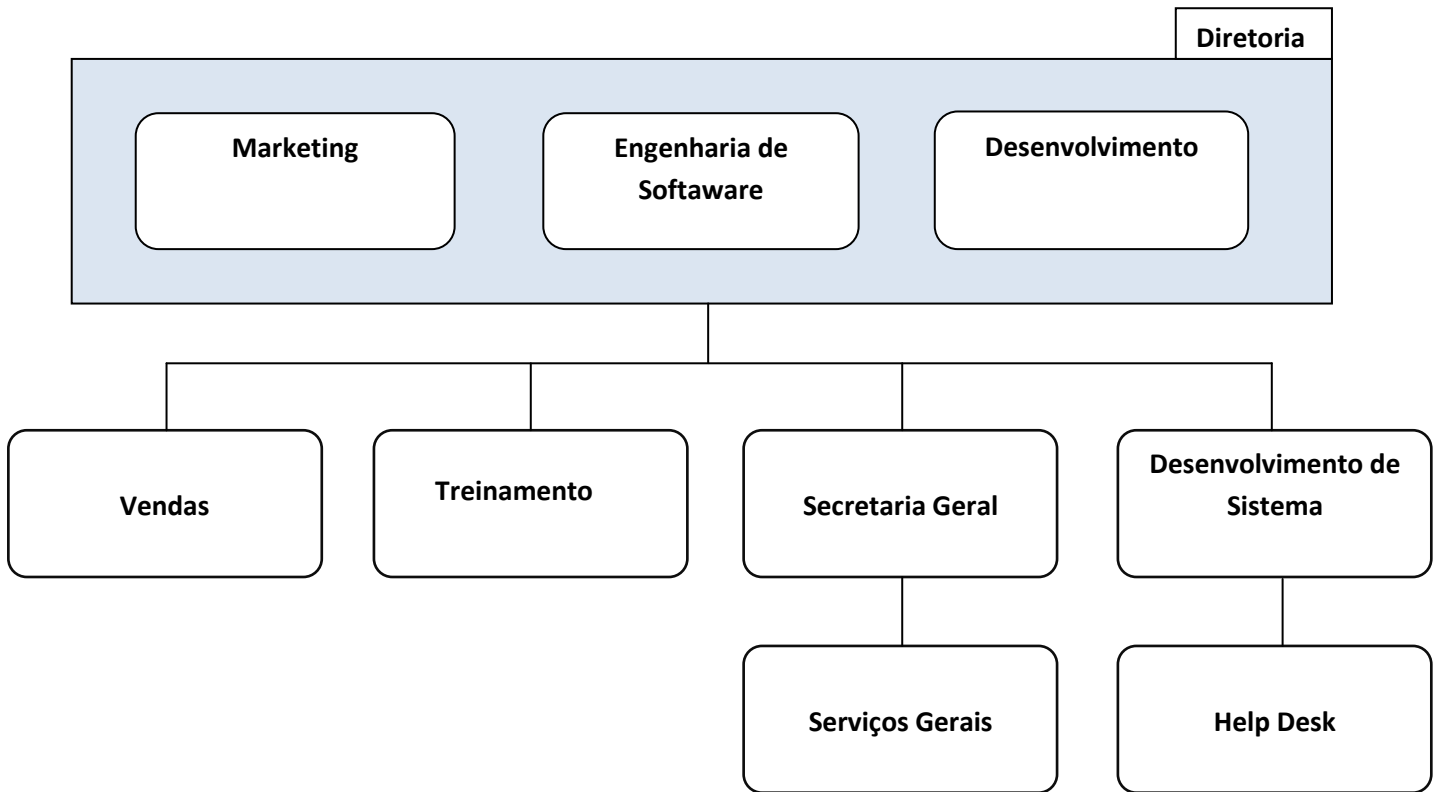 Diretoria
Marketing
Engenharia de
Softaware
Desenvolvimento
Vendas
Treinamento
Secretaria Geral
Desenvolvimento de
Sistema
Serviços Gerais
Help Desk